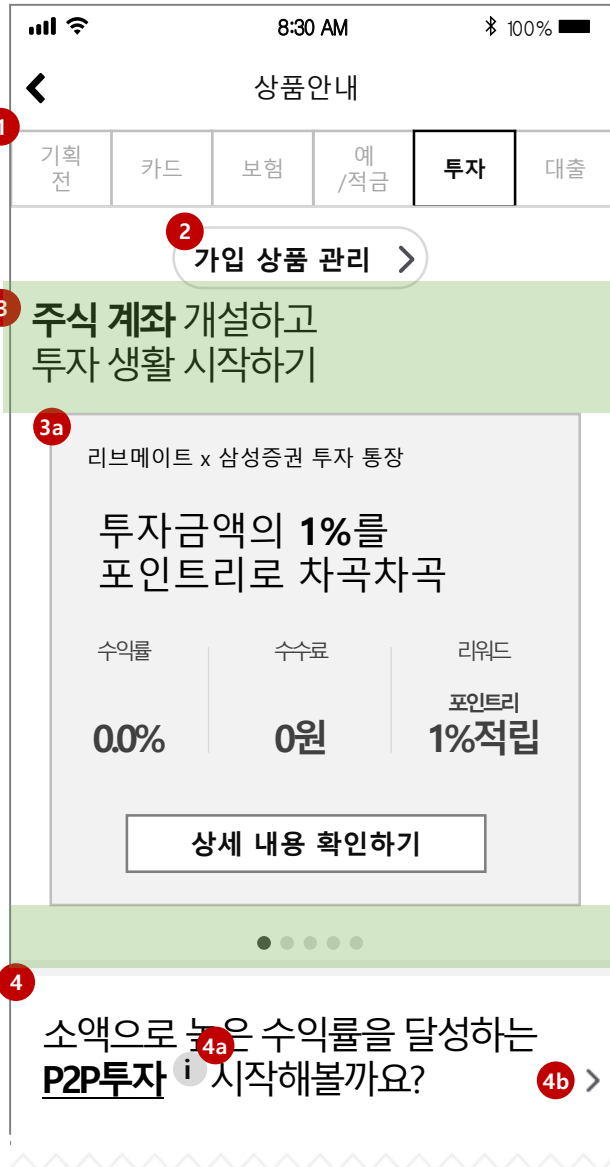 8:30 AM 100%
상품안내
1
기획
전
카드
보험
예
/적금
투자
대출
2
가입 상품 관리
3
주식 계좌 개설하고
투자 생활 시작하기
3a
리브메이트 x 삼성증권 투자 통장
투자금액의 1%를
포인트리로 차곡차곡
수익률 수수료 리워드
포인트리
0.0% 0원 1%적립
상세 내용 확인하기
4
소액으로 높은 수익률을 달성하는
4a
P2P투자 i 시작해볼까요?
4b